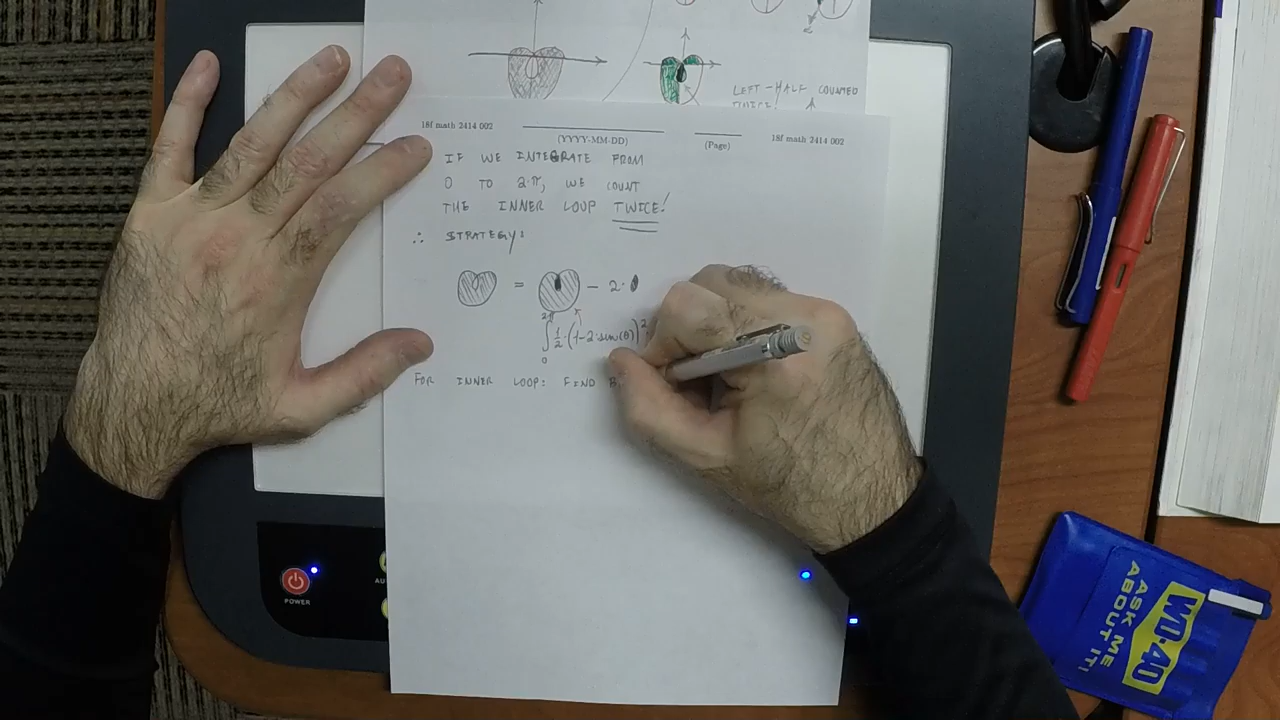 LEFT-HALF COUNTED
TWICE! A
18f math 2414 002
(YYYY-MM-DD)
(Page)
18f math 2414 002
IF WE INTEGRATE FROM
0 TO 2·π, WE COUNT
THE INNER LOOP TWICE!
∴ STRATEGY:
= - 2·
2π
∫ 1/2·(1-2·sin(θ))²
0
FOR INNER LOOP: FIND
POWER
ASK ME
ABOUT IT!
WD-40